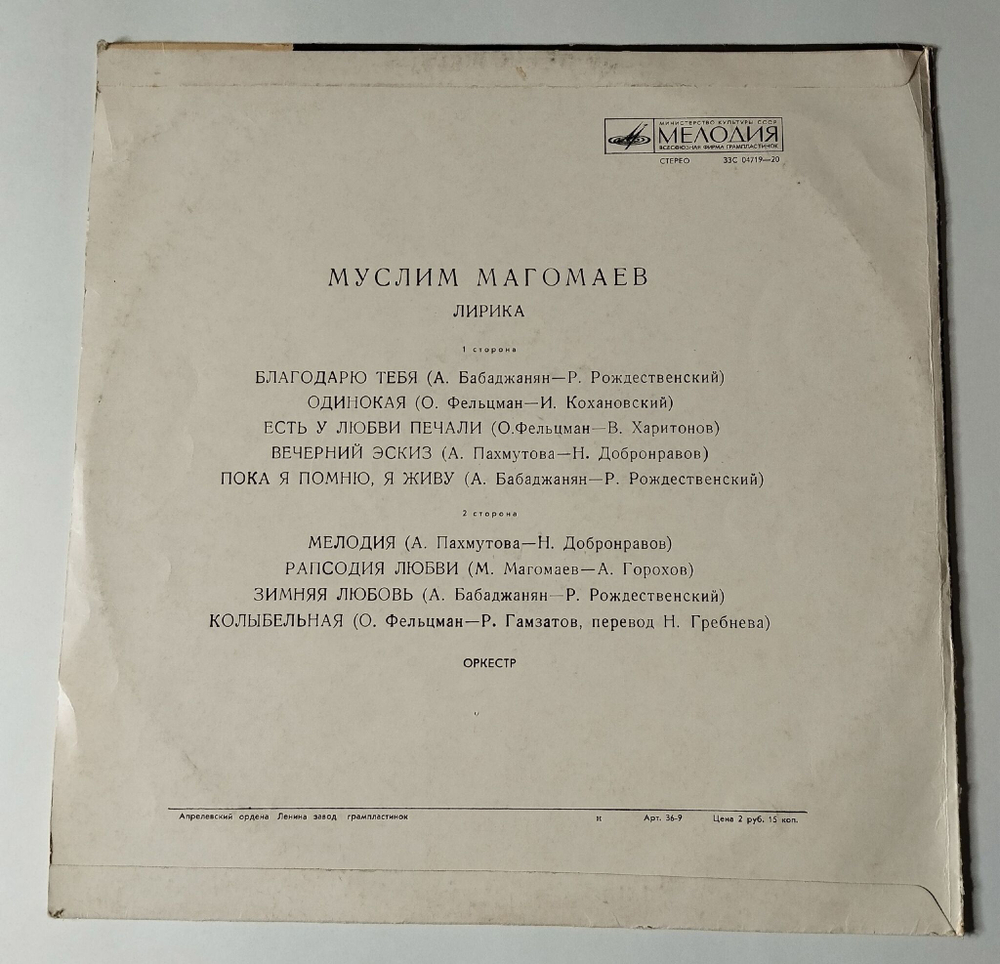 МИНИСТЕРСТВО КУЛЬТУРЫ СССР
МЕЛОДИЯ
ВСЕСОЮЗНАЯ ФИРМА ГРАМПЛАСТИНОК
СТЕРЕО 33С 04719—20
МУСЛИМ МАГОМАЕВ
ЛИРИКА
1 сторона
БЛАГОДАРЮ ТЕБЯ (А. Бабаджанян—Р. Рождественский)
ОДИНОКАЯ (О. Фельцман—И. Кохановский)
ЕСТЬ У ЛЮБВИ ПЕЧАЛИ (О.Фельцман—В. Харитонов)
ВЕЧЕРНИЙ ЭСКИЗ (А. Пахмутова—Н. Добронравов)
ПОКА Я ПОМНЮ, Я ЖИВУ (А. Бабаджанян—Р. Рождественский)
2 сторона
МЕЛОДИЯ (А. Пахмутова—Н. Добронравов)
РАПСОДИЯ ЛЮБВИ (М. Магомаев—А. Горохов)
ЗИМНЯЯ ЛЮБОВЬ (А. Бабаджанян—Р. Рождественский)
КОЛЫБЕЛЬНАЯ (О. Фельцман—Р. Гамзатов, перевод Н. Гребнева)
ОРКЕСТР
Апрелевский ордена Ленина завод грампластинок н Арт. 36-9 Цена 2 руб. 15 коп.